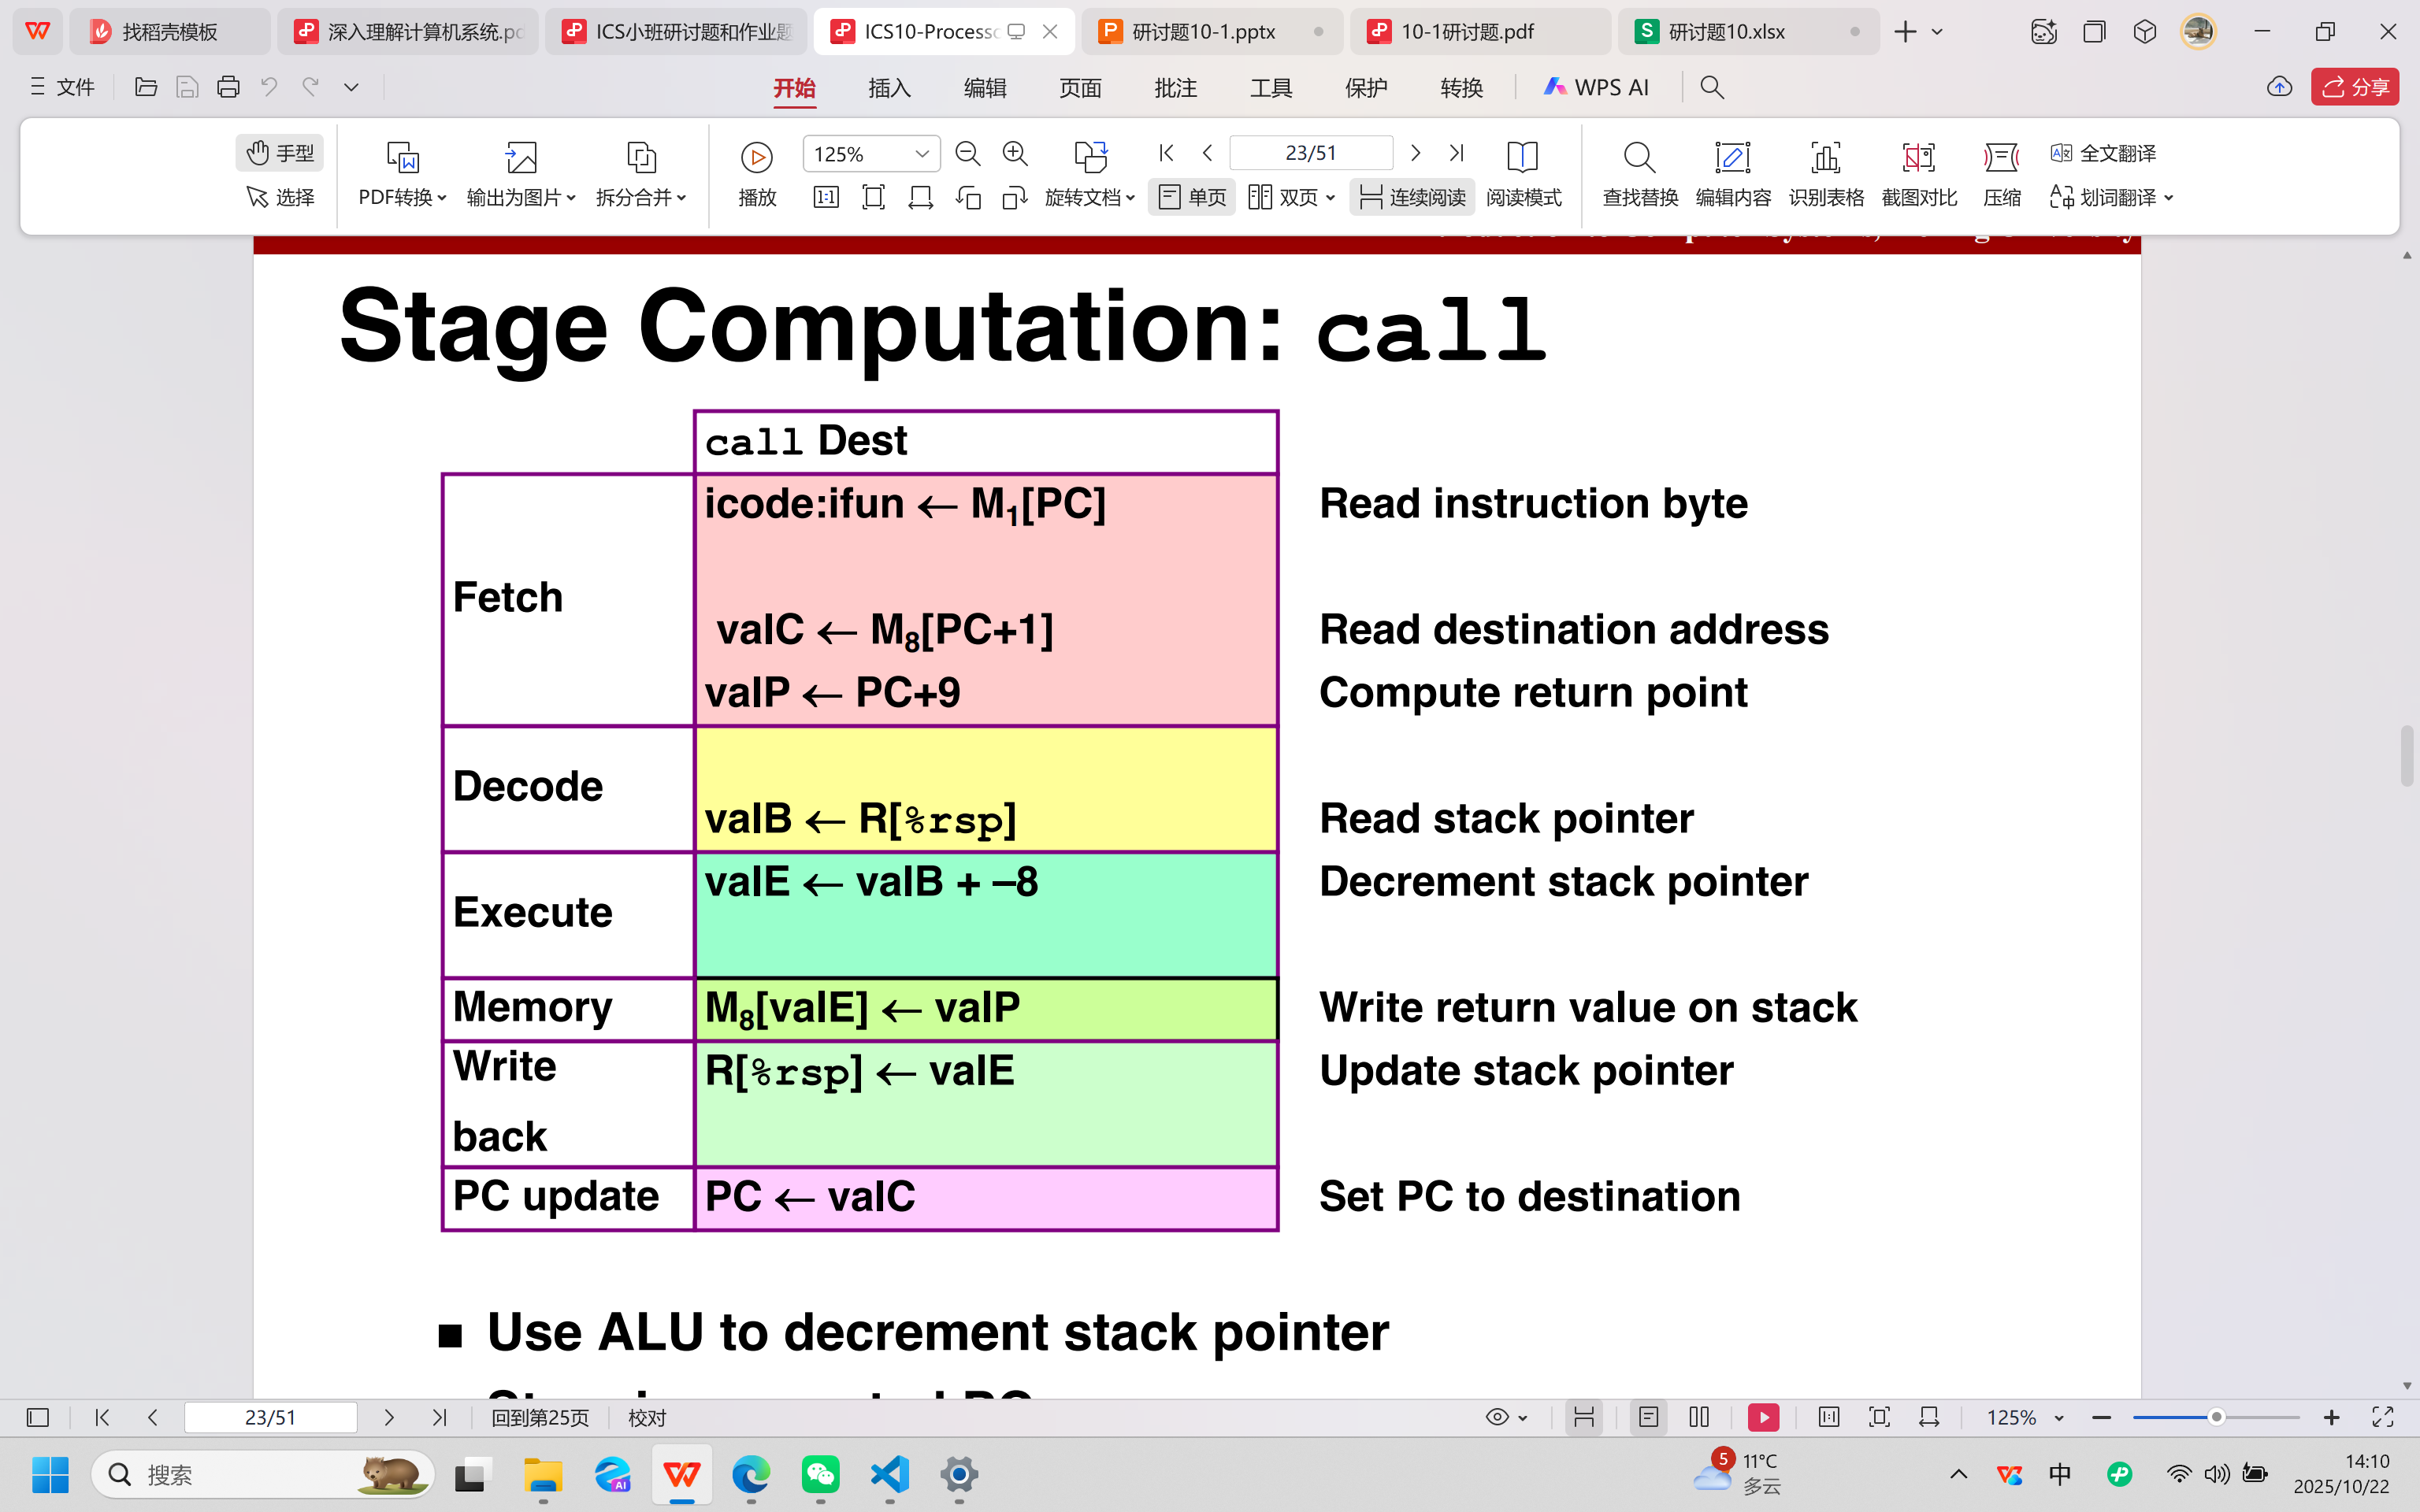 找稻壳模板
深入理解计算机系统.pd
ICS小班研讨题和作业题
ICS10-Processo
研讨题10-1.pptx
10-1研讨题.pdf
研讨题10.xlsx
文件
开始
插入
编辑
页面
批注
工具
保护
转换
WPS AI
分享
手型
选择
PDF转换
输出为图片
拆分合并
播放
125%
1:1
旋转文档
23/51
单页
双页
连续阅读
阅读模式
查找替换
编辑内容
识别表格
截图对比
压缩
全文翻译
划词翻译
Stage Computation: call
call Dest
Fetch
icode:ifun ← M1[PC]
Read instruction byte
valC ← M8[PC+1]
Read destination address
valP ← PC+9
Compute return point
Decode
valB ← R[%rsp]
Read stack pointer
Execute
valE ← valB + –8
Decrement stack pointer
Memory
M8[valE] ← valP
Write return value on stack
Write
back
R[%rsp] ← valE
Update stack pointer
PC update
PC ← valC
Set PC to destination
■ Use ALU to decrement stack pointer
23/51
回到第25页
校对
125%
搜索
5
11°C
多云
中
14:10
2025/10/22